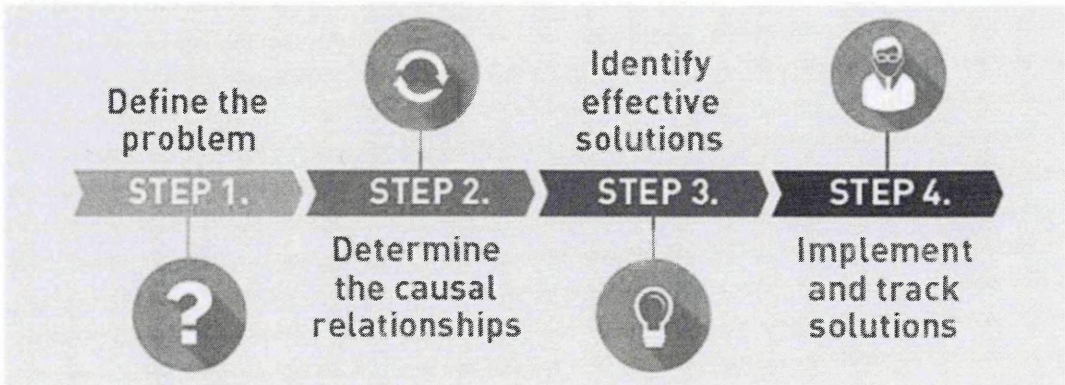 Define the
problem
STEP 1.
?
STEP 2.
Determine
the causal
relationships
Identify
effective
solutions
STEP 3.
STEP 4.
Implement
and track
solutions